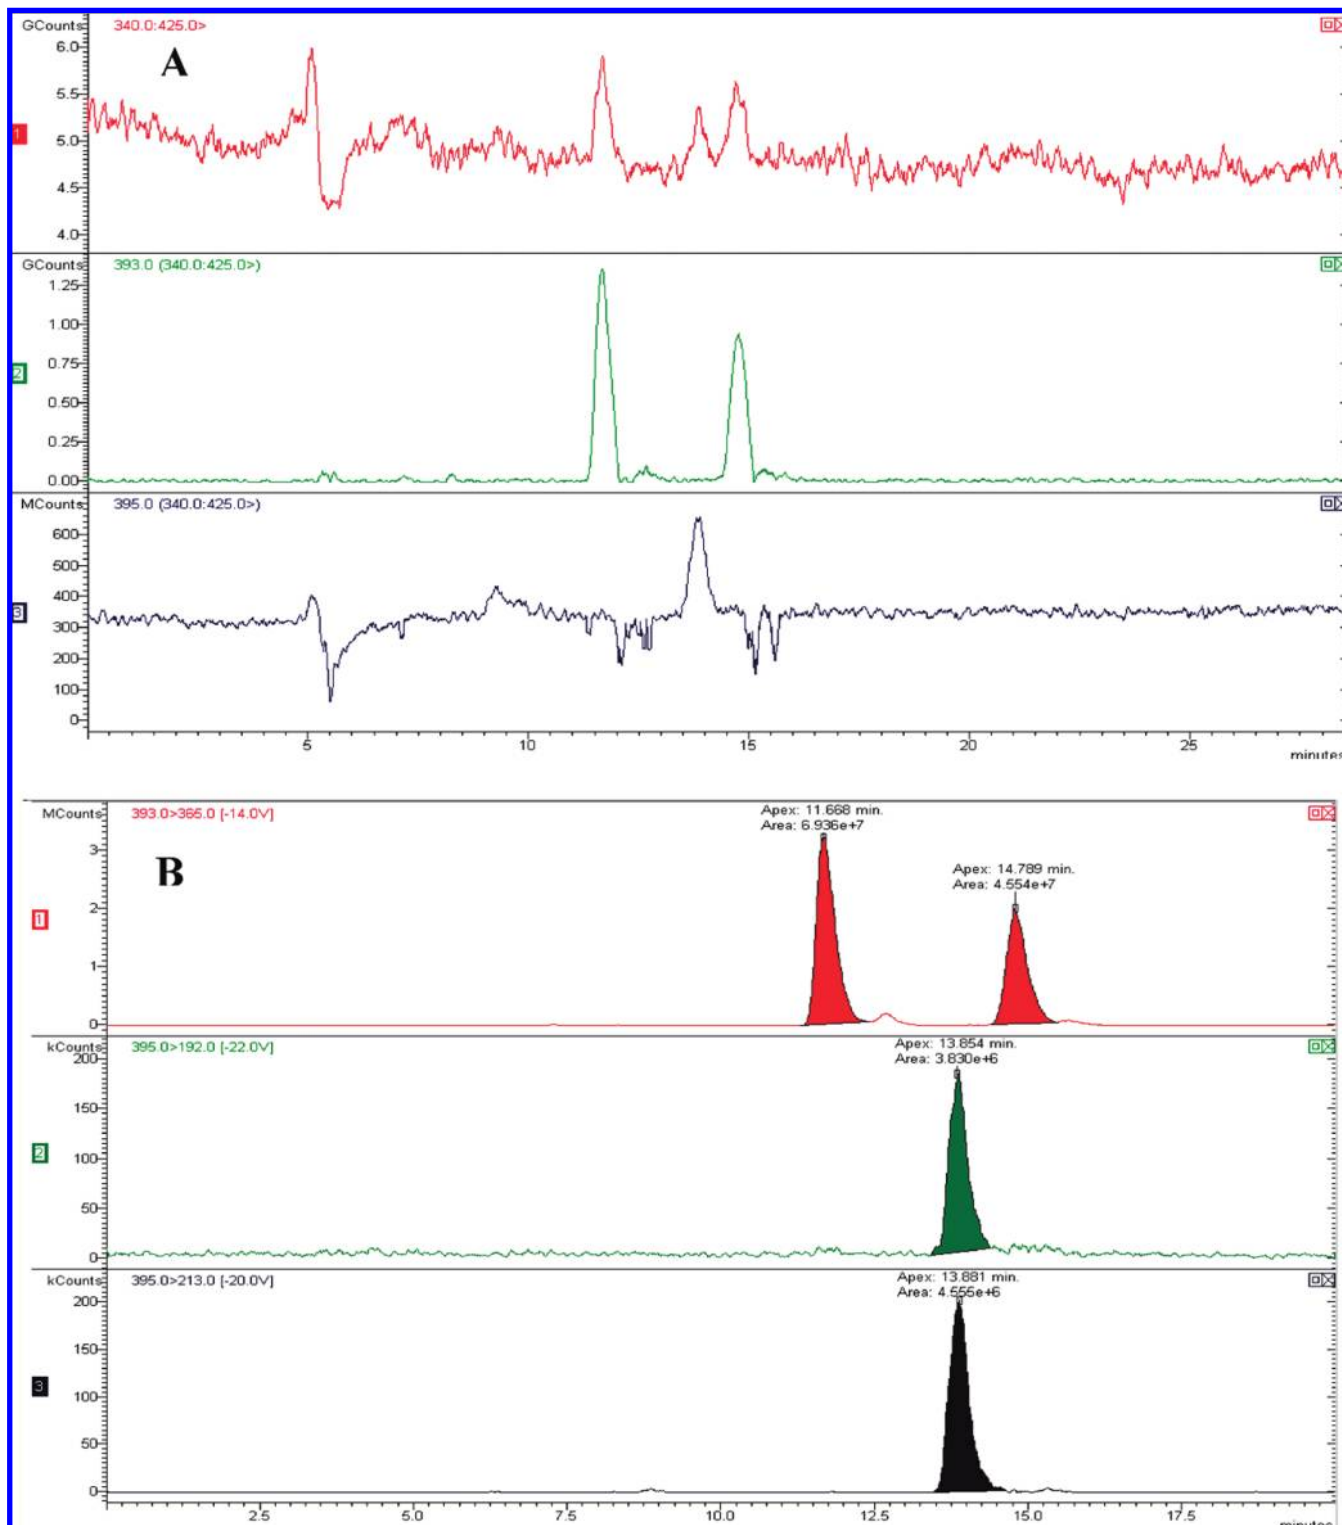 GCounts 340.0:425.0>
A
6.0
5.5
1
5.0
4.5
4.0
GCounts 393.0 (340.0:425.0>)
1.25
1.00
0.75
2
0.50
0.25
0.00
MCounts 395.0 (340.0:425.0>)
600
500
400
3
300
200
100
0
5 10 15 20 25
minutes
MCounts 393.0>365.0 [-14.0V]
Apex: 11.668 min.
Area: 6.936e+7
B
3
Apex: 14.789 min.
Area: 4.554e+7
1
2
1
0
kCounts 395.0>192.0 [-22.0V]
Apex: 13.854 min.
Area: 3.830e+6
200
150
2
100
50
0
kCounts 395.0>213.0 [-20.0V]
Apex: 13.881 min.
Area: 4.555e+6
200
150
3
100
50
0
2.5 5.0 7.5 10.0 12.5 15.0 17.5
minutes